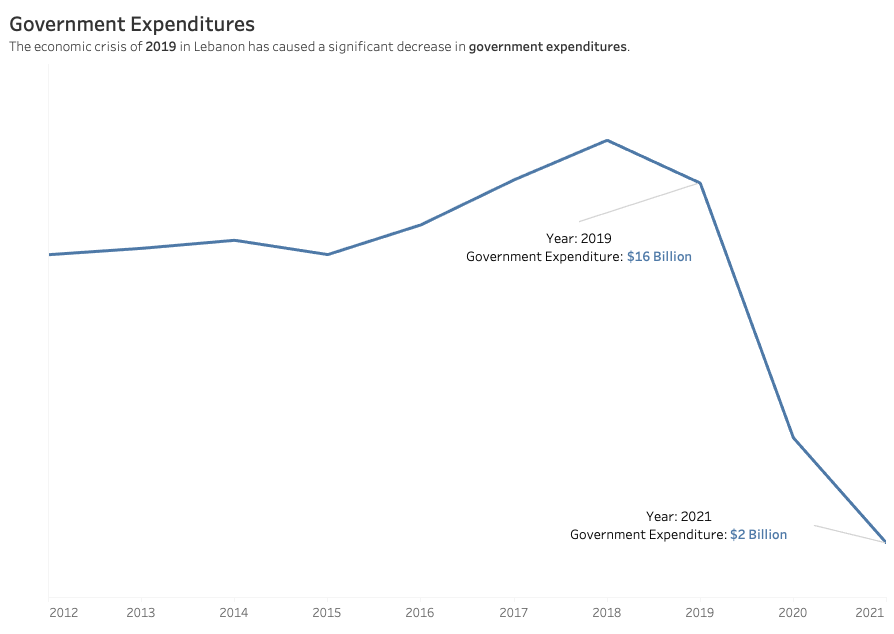 Government Expenditures
The economic crisis of 2019 in Lebanon has caused a significant decrease in government expenditures.
Year: 2019
Government Expenditure: $16 Billion
Year: 2021
Government Expenditure: $2 Billion
2012 2013 2014 2015 2016 2017 2018 2019 2020 2021